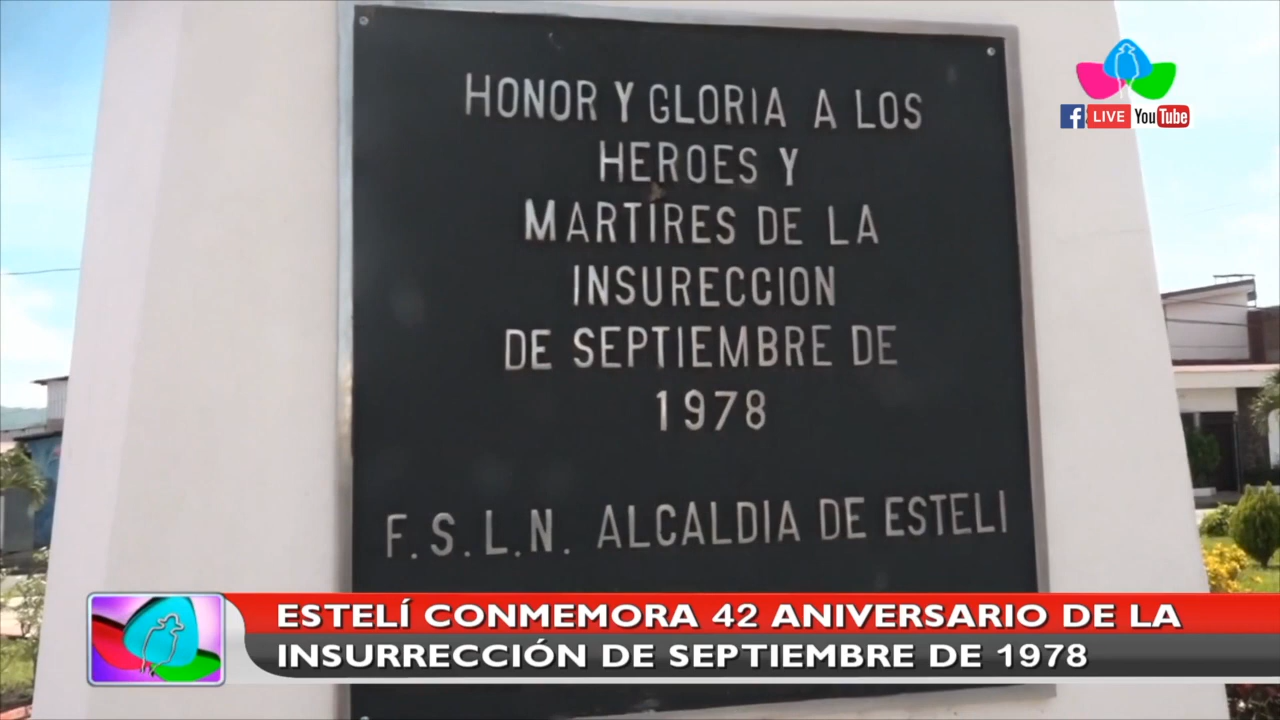 HONOR Y GLORIA A LOS
HEROES Y
MARTIRES DE LA
INSURECCION
DE SEPTIEMBRE DE
1978
F.S.L.N. ALCALDIA DE ESTELI
LIVE YouTube
ESTELÍ CONMEMORA 42 ANIVERSARIO DE LA
INSURRECCIÓN DE SEPTIEMBRE DE 1978